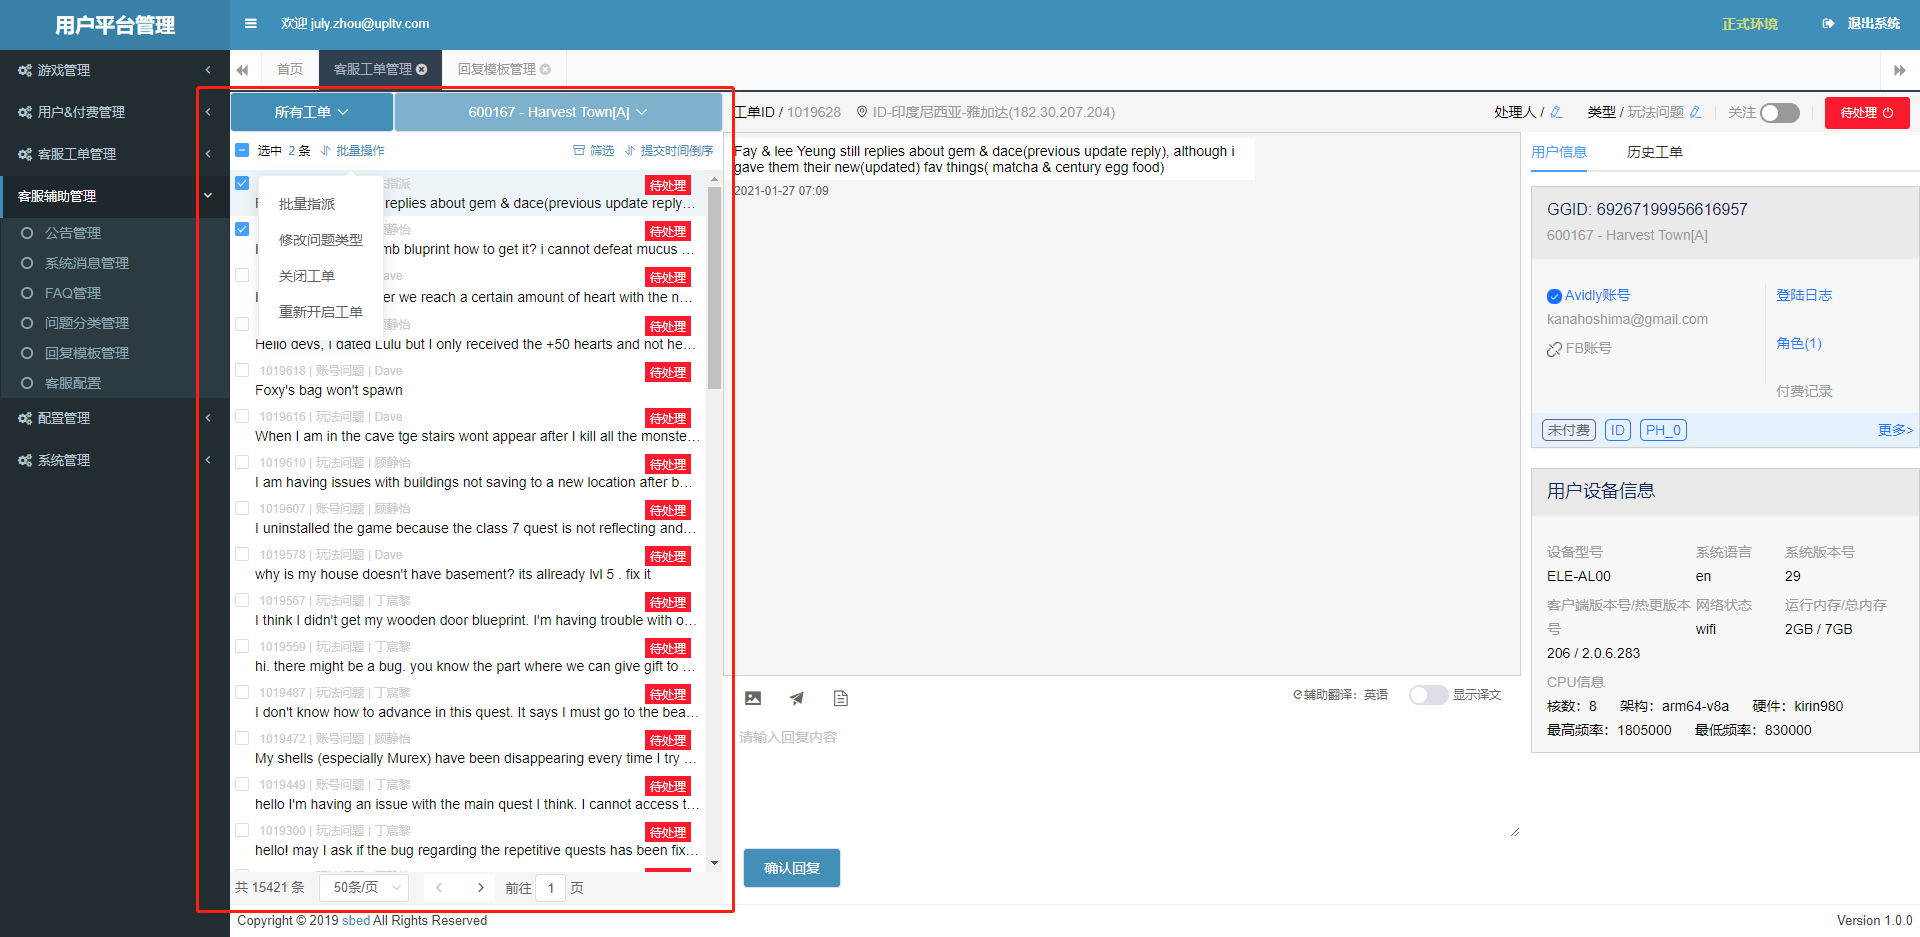 用户平台管理
欢迎 july.zhou@upltv.com
正式环境
退出系统
游戏管理
用户&付费管理
客服工单管理
客服辅助管理
公告管理
系统消息管理
FAQ管理
问题分类管理
回复模板管理
客服配置
配置管理
系统管理
首页
客服工单管理
回复模板管理
所有工单
600167 - Harvest Town[A]
选中 2 条
批量操作
筛选
提交时间倒序
批量指派
修改问题类型
关闭工单
重新开启工单
指派
待处理
replies about gem & dace(previous update reply…
静怡
待处理
mb bluprint how to get it? i cannot defeat mucus …
ave
待处理
er we reach a certain amount of heart with the n…
静怡
待处理
Hello devs, I dated Lulu but I only received the +50 hearts and not he…
1019618 | 账号问题 | Dave
待处理
Foxy's bag won't spawn
1019616 | 玩法问题 | Dave
待处理
When I am in the cave tge stairs wont appear after I kill all the monste…
1019610 | 玩法问题 | 顾静怡
待处理
I am having issues with buildings not saving to a new location after b…
1019607 | 账号问题 | 顾静怡
待处理
I uninstalled the game because the class 7 quest is not reflecting and…
1019578 | 玩法问题 | Dave
待处理
why is my house doesn't have basement? its allready lvl 5 . fix it
1019567 | 玩法问题 | 丁宸黎
待处理
I think I didn't get my wooden door blueprint. I'm having trouble with o…
1019559 | 玩法问题 | 丁宸黎
待处理
hi. there might be a bug. you know the part where we can give gift to …
1019487 | 玩法问题 | 丁宸黎
待处理
I don't know how to advance in this quest. It says I must go to the bea…
1019472 | 账号问题 | 顾静怡
待处理
My shells (especially Murex) have been disappearing every time I try …
1019449 | 账号问题 | 丁宸黎
待处理
hello I'm having an issue with the main quest I think. I cannot access t…
1019300 | 玩法问题 | 丁宸黎
待处理
hello! may I ask if the bug regarding the repetitive quests has been fix…
共 15421 条
50条/页
前往 1 页
工单ID / 1019628
ID-印度尼西亚-雅加达(182.30.207.204)
处理人 /
类型 / 玩法问题
关注
待处理
Fay & lee Yeung still replies about gem & dace(previous update reply), although i
gave them their new(updated) fav things( matcha & century egg food)
2021-01-27 07:09
辅助翻译：英语
显示译文
请输入回复内容
确认回复
用户信息
历史工单
GGID: 69267199956616957
600167 - Harvest Town[A]
Avidly账号
kanahoshima@gmail.com
FB账号
登陆日志
角色(1)
付费记录
未付费
ID
PH_0
更多>
用户设备信息
设备型号
系统语言
系统版本号
ELE-AL00
en
29
客户端版本号/热更版本
号
网络状态
运行内存/总内存
wifi
2GB / 7GB
206 / 2.0.6.283
CPU信息
核数：8 架构：arm64-v8a 硬件：kirin980
最高频率：1805000 最低频率：830000
Copyright © 2019 sbed All Rights Reserved
Version 1.0.0